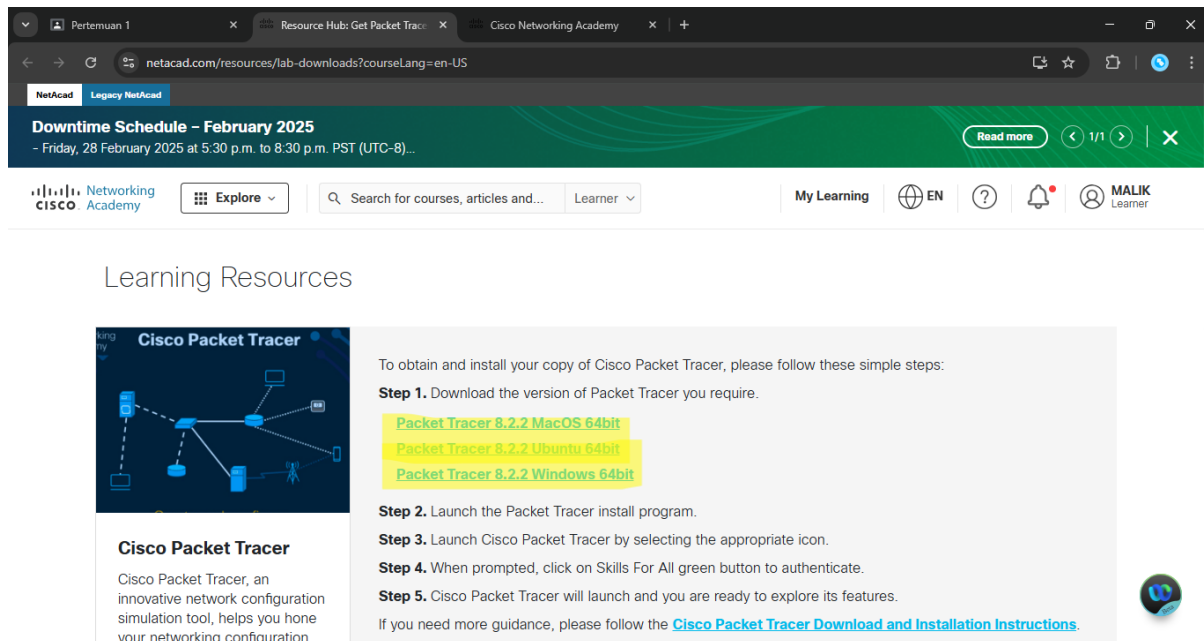 Pertemuan 1
Resource Hub: Get Packet Trace
Cisco Networking Academy
netacad.com/resources/lab-downloads?courseLang=en-US
NetAcad Legacy NetAcad
Downtime Schedule – February 2025
- Friday, 28 February 2025 at 5:30 p.m. to 8:30 p.m. PST (UTC-8)...
Read more
1/1
CISCO Networking Academy
Explore
Search for courses, articles and...
Learner
My Learning
EN
MALIK
Learner
Learning Resources
Cisco Packet Tracer
To obtain and install your copy of Cisco Packet Tracer, please follow these simple steps:
Step 1. Download the version of Packet Tracer you require.
Packet Tracer 8.2.2 MacOS 64bit
Packet Tracer 8.2.2 Ubuntu 64bit
Packet Tracer 8.2.2 Windows 64bit
Step 2. Launch the Packet Tracer install program.
Step 3. Launch Cisco Packet Tracer by selecting the appropriate icon.
Step 4. When prompted, click on Skills For All green button to authenticate.
Step 5. Cisco Packet Tracer will launch and you are ready to explore its features.
If you need more guidance, please follow the Cisco Packet Tracer Download and Installation Instructions.
Cisco Packet Tracer
Cisco Packet Tracer, an
innovative network configuration
simulation tool, helps you hone
your networking configuration